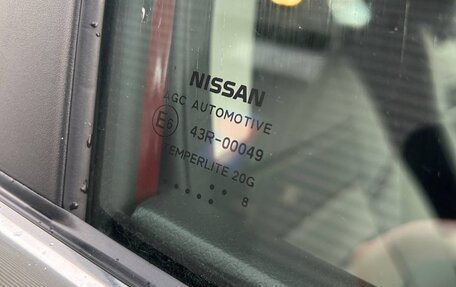 NISSAN
AGC AUTOMOTIVE
E6 43R-00049
TEMPERLITE 20G
8